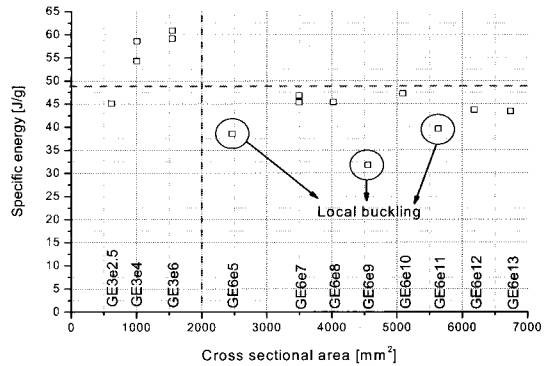 Specific energy [J/g]
65
60
55
50
45
40
35
30
25
20
15
10
5
0
Local buckling
GE3e2.5
GE3e4
GE3e6
GE6e5
GE6e7
GE6e8
GE6e9
GE6e10
GE6e11
GE6e12
GE6e13
0 1000 2000 3000 4000 5000 6000 7000
Cross sectional area [mm²]